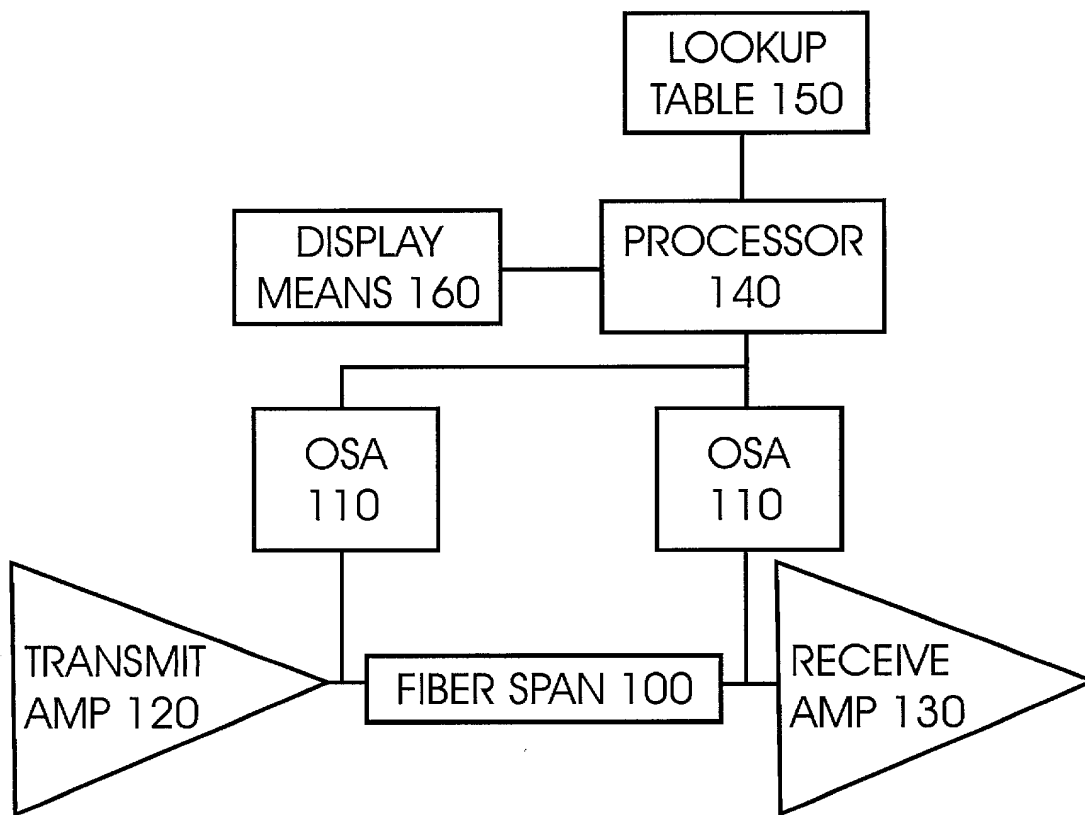 LOOKUP
TABLE 150
DISPLAY
MEANS 160
PROCESSOR
140
OSA
110
OSA
110
TRANSMIT
AMP 120
FIBER SPAN 100
RECEIVE
AMP 130